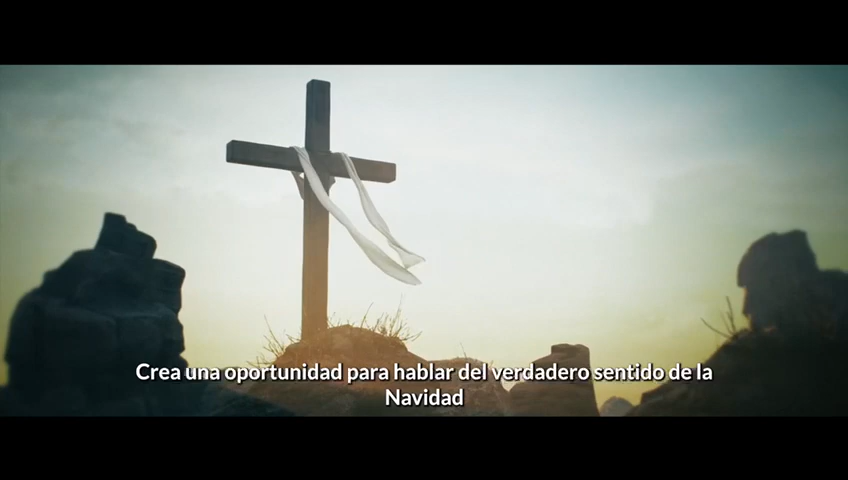 Crea una oportunidad para hablar del verdadero sentido de la
Navidad